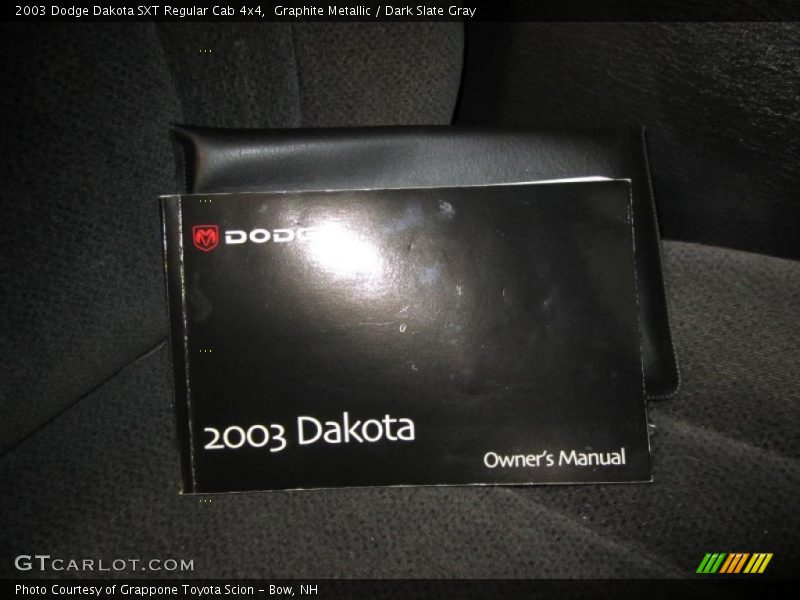 2003 Dodge Dakota SXT Regular Cab 4x4,  Graphite Metallic / Dark Slate Gray
DODG
2003 Dakota
Owner's Manual
GTCARLOT.COM
Photo Courtesy of Grappone Toyota Scion - Bow, NH